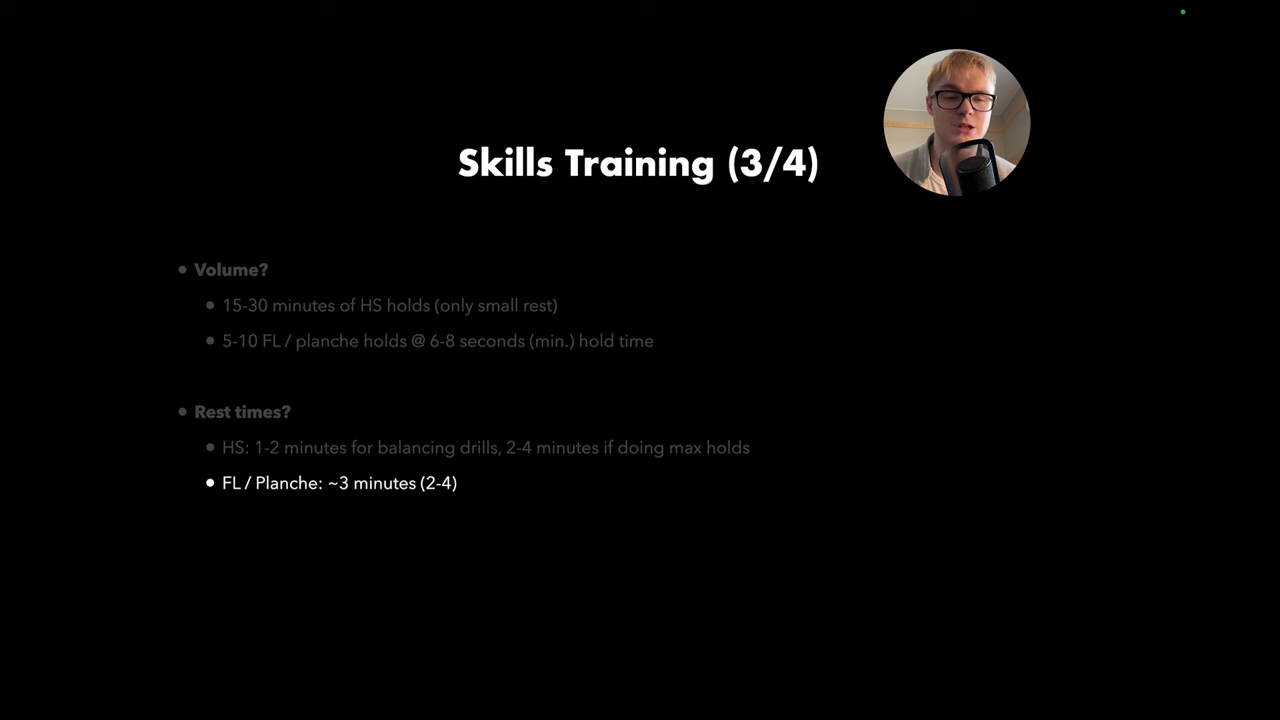 Skills Training (3/4)
• Volume?
• 15-30 minutes of HS holds (only small rest)
• 5-10 FL / planche holds @ 6-8 seconds (min.) hold time
• Rest times?
• HS: 1-2 minutes for balancing drills, 2-4 minutes if doing max holds
• FL / Planche: ~3 minutes (2-4)